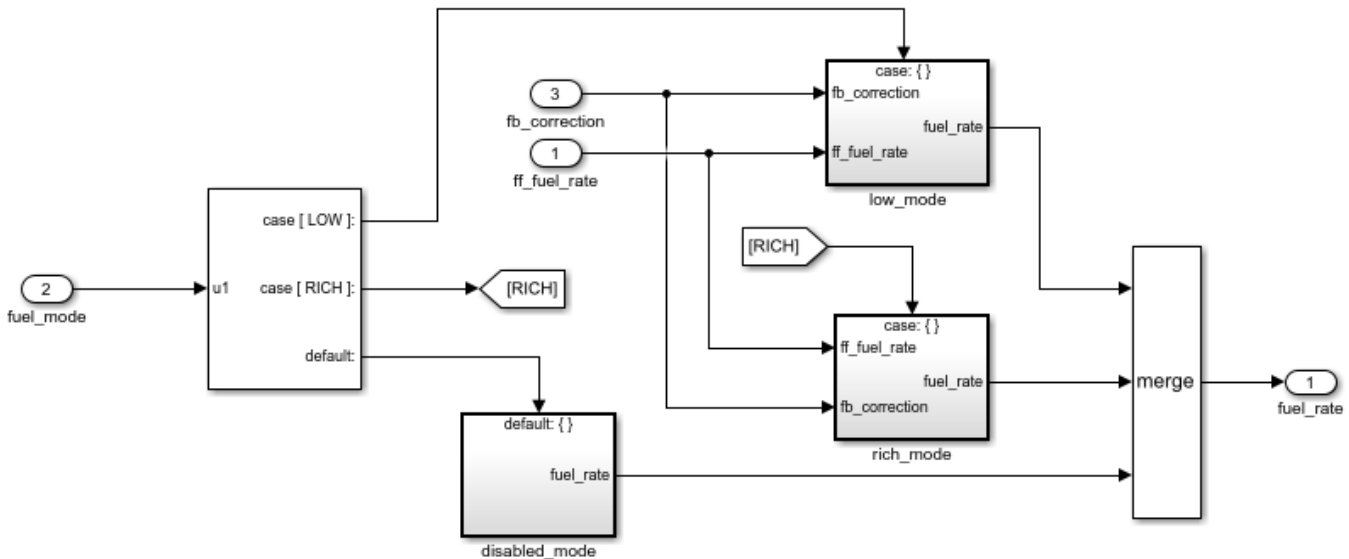 case: { }
fb_correction
fuel_rate
ff_fuel_rate
low_mode
3
fb_correction
1
ff_fuel_rate
case [ LOW ]:
u1
case [ RICH ]:
default:
2
fuel_mode
[RICH]
[RICH]
case: { }
ff_fuel_rate
fuel_rate
fb_correction
rich_mode
merge
1
fuel_rate
default: { }
fuel_rate
disabled_mode